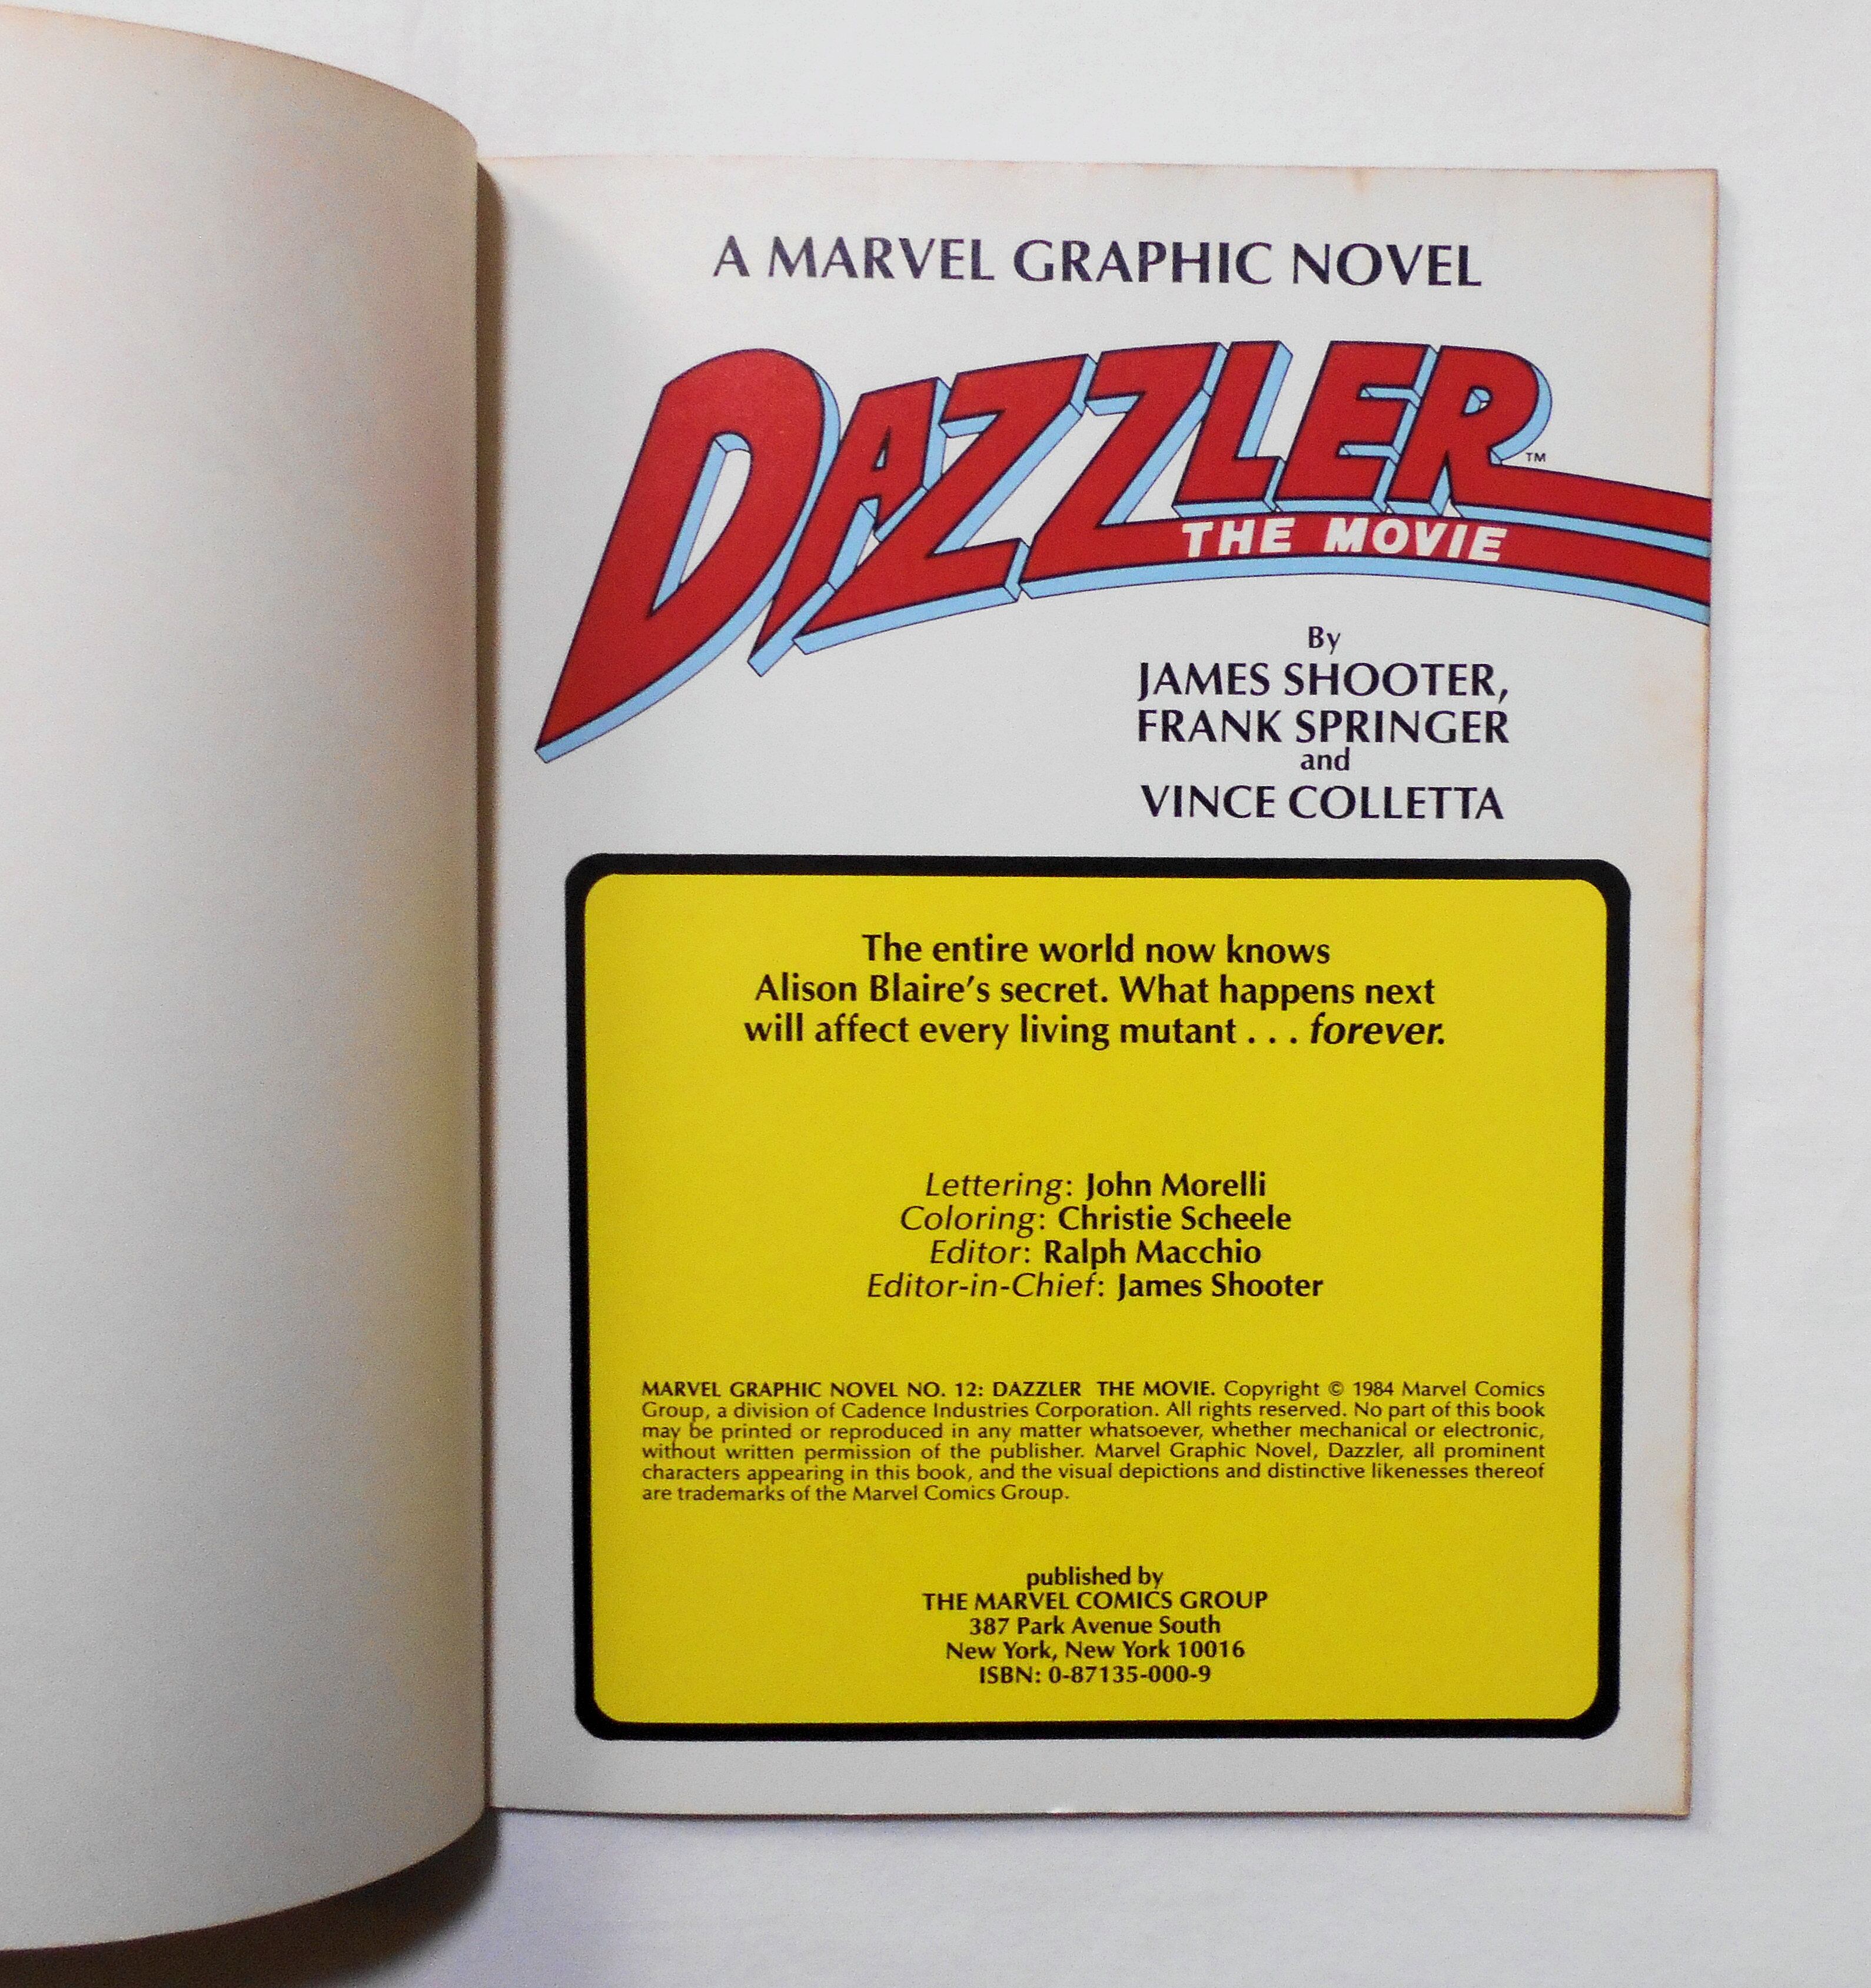 A MARVEL GRAPHIC NOVEL
DAZZLER™
THE MOVIE
By
JAMES SHOOTER,
FRANK SPRINGER
and
VINCE COLLETTA
The entire world now knows
Alison Blaire's secret. What happens next
will affect every living mutant . . . forever.
Lettering: John Morelli
Coloring: Christie Scheele
Editor: Ralph Macchio
Editor-in-Chief: James Shooter
MARVEL GRAPHIC NOVEL NO. 12: DAZZLER THE MOVIE. Copyright © 1984 Marvel Comics
Group, a division of Cadence Industries Corporation. All rights reserved. No part of this book
may be printed or reproduced in any matter whatsoever, whether mechanical or electronic,
without written permission of the publisher. Marvel Graphic Novel, Dazzler, all prominent
characters appearing in this book, and the visual depictions and distinctive likenesses thereof
are trademarks of the Marvel Comics Group.
published by
THE MARVEL COMICS GROUP
387 Park Avenue South
New York, New York 10016
ISBN: 0-87135-000-9